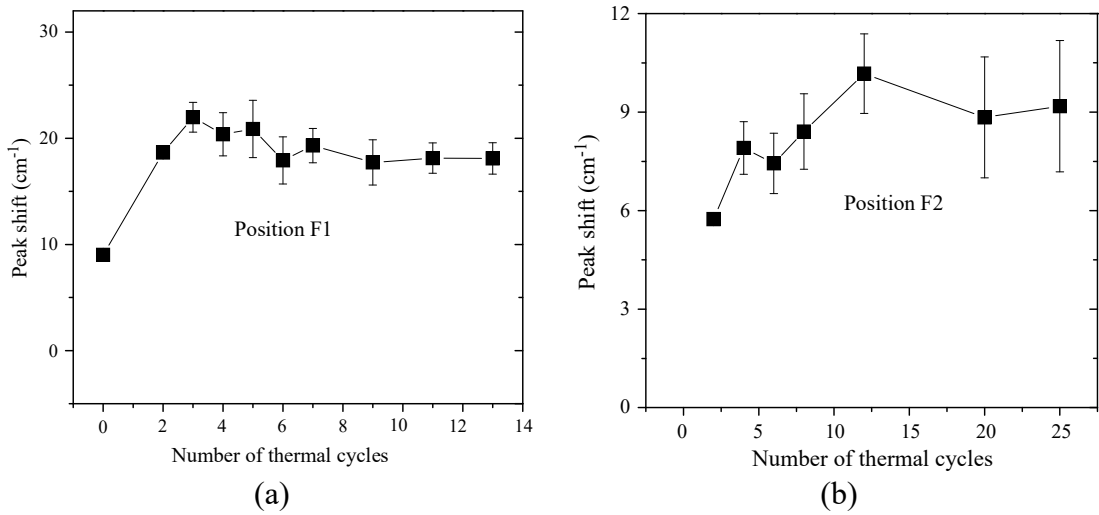 30
20
10
0
Peak shift (cm⁻¹)
Position F1
0 2 4 6 8 10 12 14
Number of thermal cycles
(a)
12
9
6
3
0
Peak shift (cm⁻¹)
Position F2
0 5 10 15 20 25
Number of thermal cycles
(b)